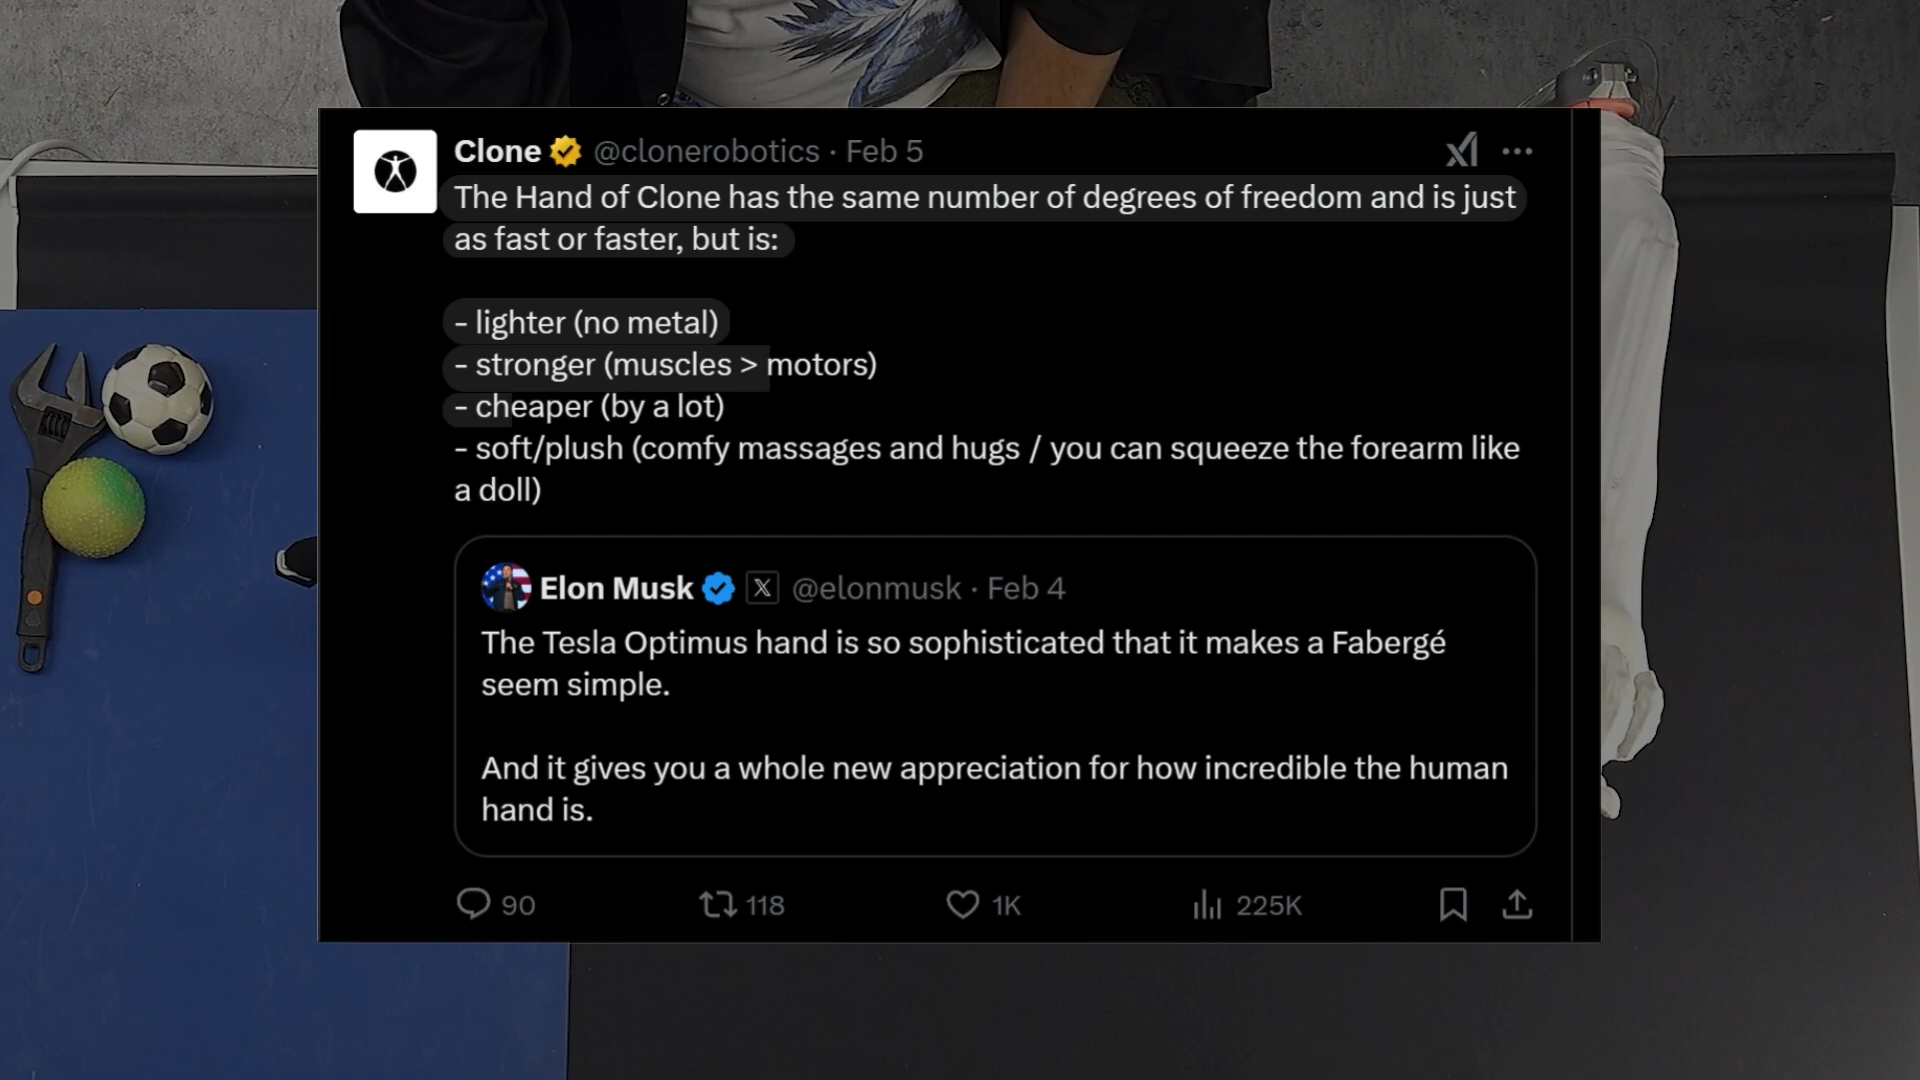 Clone @clonerobotics · Feb 5
The Hand of Clone has the same number of degrees of freedom and is just
as fast or faster, but is:
- lighter (no metal)
- stronger (muscles > motors)
- cheaper (by a lot)
- soft/plush (comfy massages and hugs / you can squeeze the forearm like
a doll)
Elon Musk X @elonmusk · Feb 4
The Tesla Optimus hand is so sophisticated that it makes a Fabergé
seem simple.
And it gives you a whole new appreciation for how incredible the human
hand is.
90 118 1K 225K